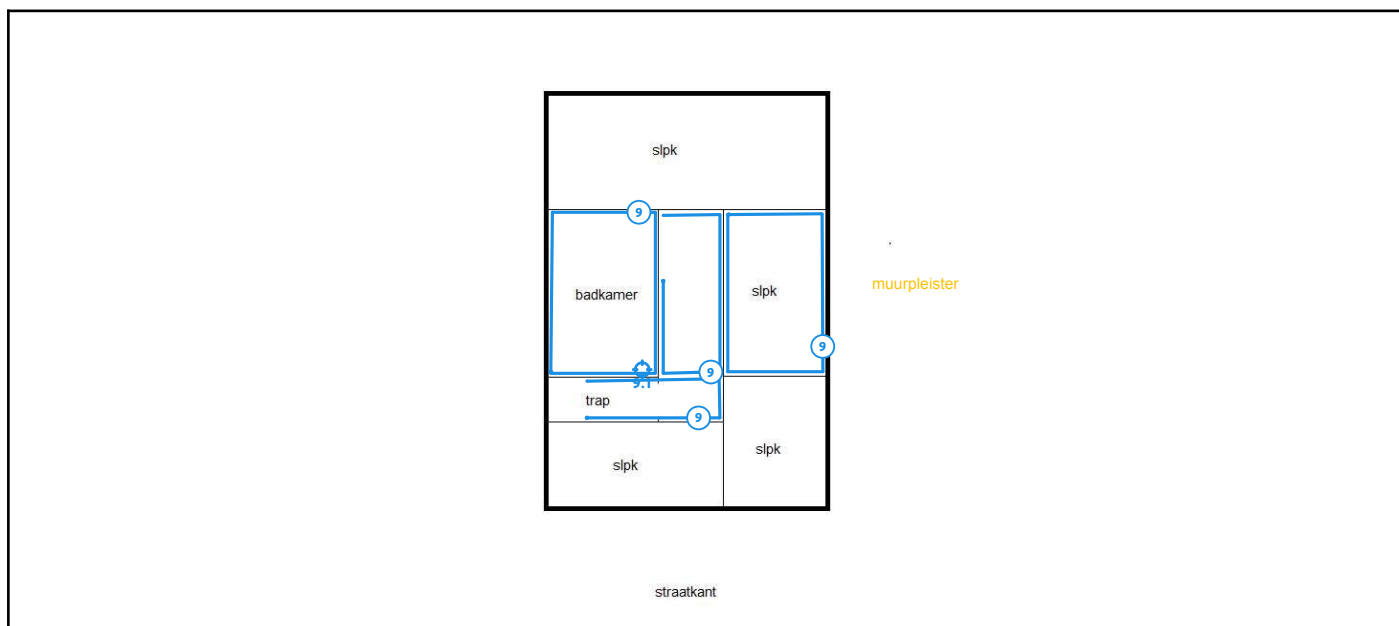 slpk
9
badkamer
slpk
muurpleister
9
9
9.1
trap
9
slpk
slpk
straatkant